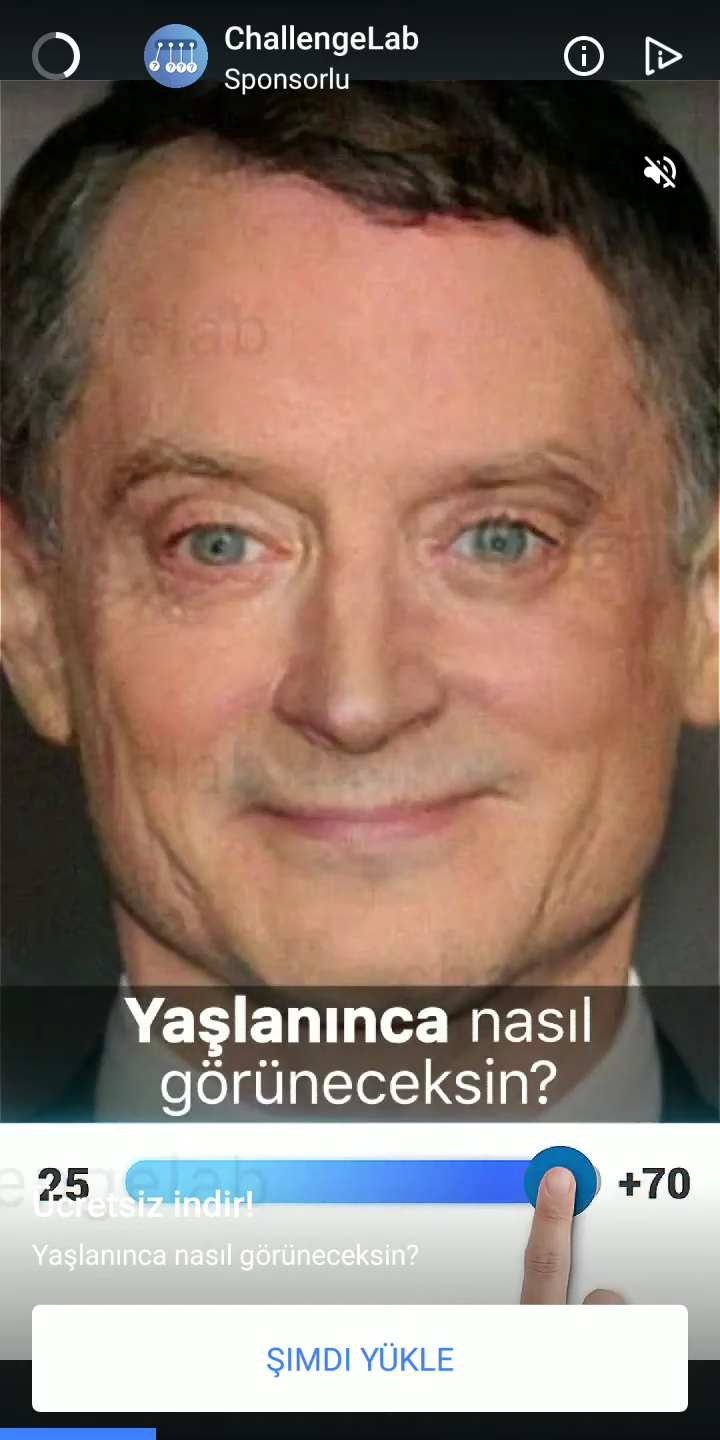 ChallengeLab
Sponsorlu
Yaşlanınca nasıl
görüneceksin?
25
+70
Ücretsiz indir!
Yaşlanınca nasıl görüneceksin?
ŞIMDI YÜKLE